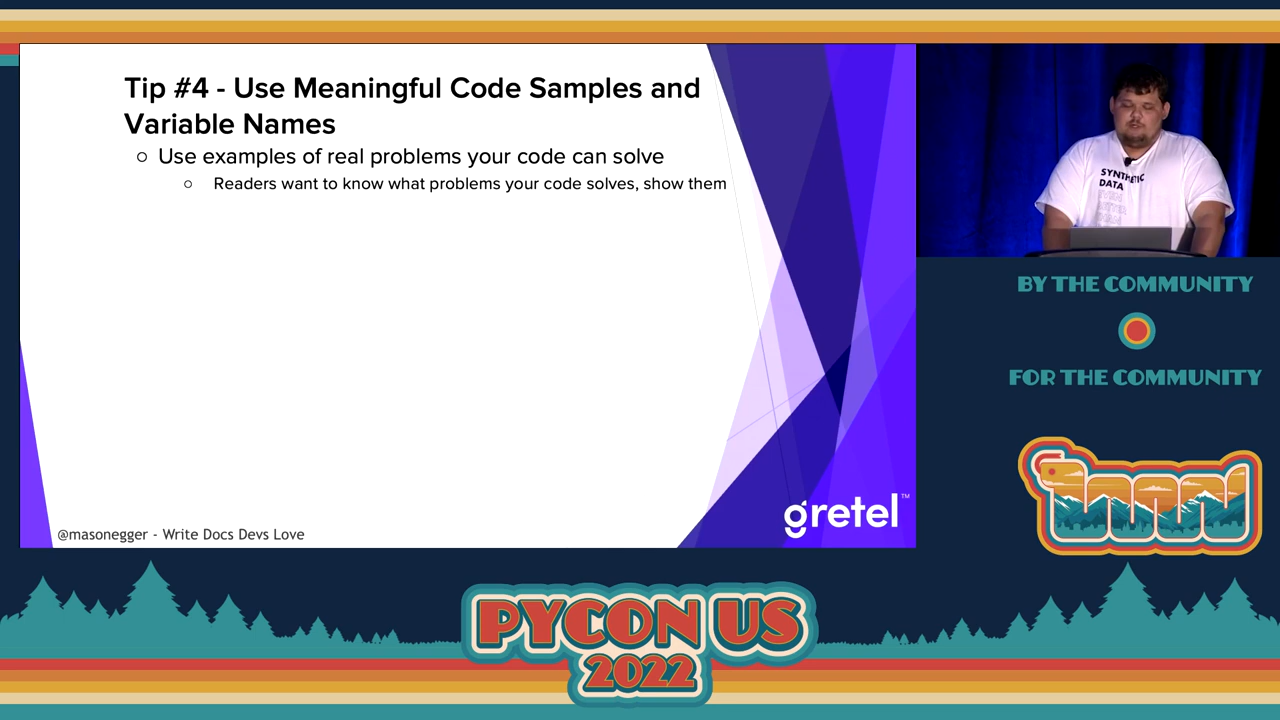 Tip #4 - Use Meaningful Code Samples and
Variable Names
Use examples of real problems your code can solve
Readers want to know what problems your code solves, show them
@masonegger - Write Docs Devs Love
gretel™
SYNTHETIC
DATA
BY THE COMMUNITY
FOR THE COMMUNITY
PYCON US
2022